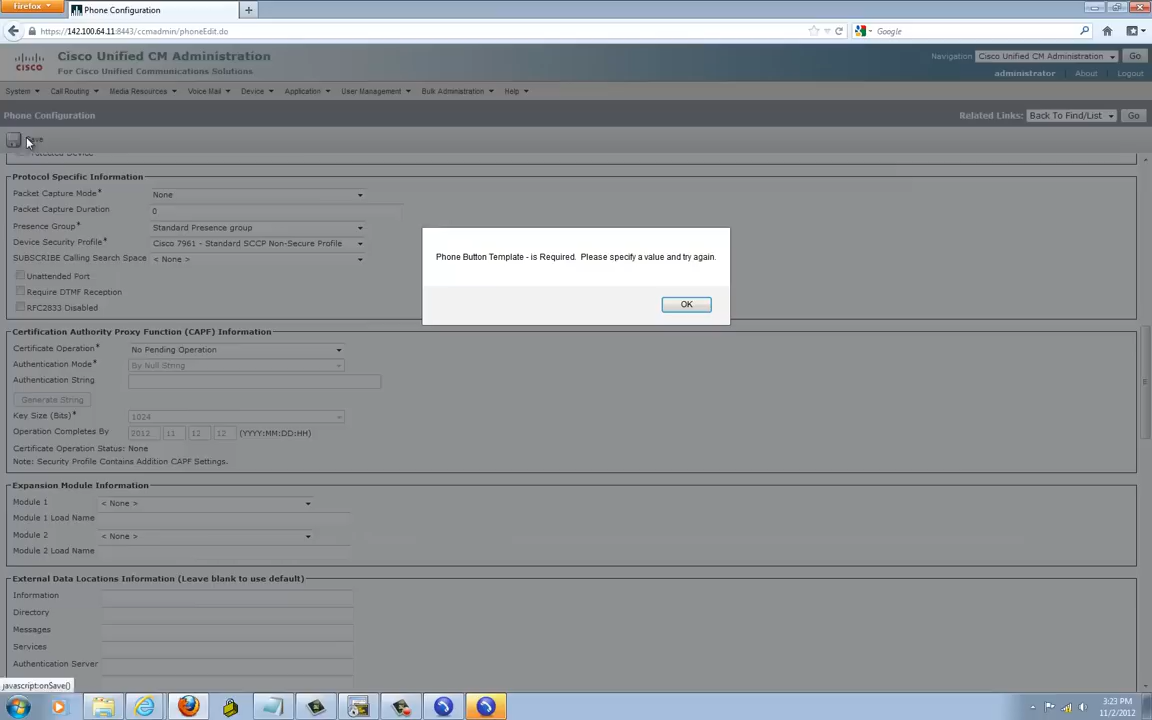 Firefox
Phone Configuration
https://142.100.64.11:8443/ccmadmin/phoneEdit.do
Google
CISCO
Cisco Unified CM Administration
For Cisco Unified Communications Solutions
Navigation Cisco Unified CM Administration Go
administrator About Logout
System Call Routing Media Resources Voice Mail Device Application User Management Bulk Administration Help
Phone Configuration
Related Links: Back To Find/List Go
Save
Protected Device
Protocol Specific Information
Packet Capture Mode* None
Packet Capture Duration 0
Presence Group* Standard Presence group
Device Security Profile* Cisco 7961 - Standard SCCP Non-Secure Profile
SUBSCRIBE Calling Search Space < None >
Unattended Port
Require DTMF Reception
RFC2833 Disabled
Phone Button Template - is Required. Please specify a value and try again.
OK
Certification Authority Proxy Function (CAPF) Information
Certificate Operation* No Pending Operation
Authentication Mode* By Null String
Authentication String
Generate String
Key Size (Bits)* 1024
Operation Completes By 2012 11 12 12 (YYYY:MM:DD:HH)
Certificate Operation Status: None
Note: Security Profile Contains Addition CAPF Settings.
Expansion Module Information
Module 1 < None >
Module 1 Load Name
Module 2 < None >
Module 2 Load Name
External Data Locations Information (Leave blank to use default)
Information
Directory
Messages
Services
Authentication Server
javascript:onSave()
3:23 PM
11/2/2012